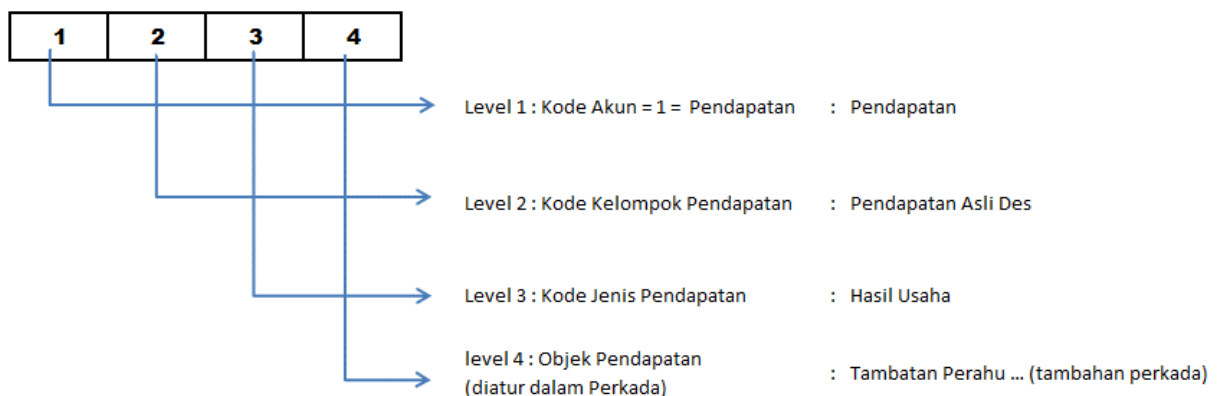 1 2 3 4
Level 1 : Kode Akun = 1 = Pendapatan : Pendapatan
Level 2 : Kode Kelompok Pendapatan : Pendapatan Asli Des
Level 3 : Kode Jenis Pendapatan : Hasil Usaha
level 4 : Objek Pendapatan
(diatur dalam Perkada) : Tambatan Perahu ... (tambahan perkada)